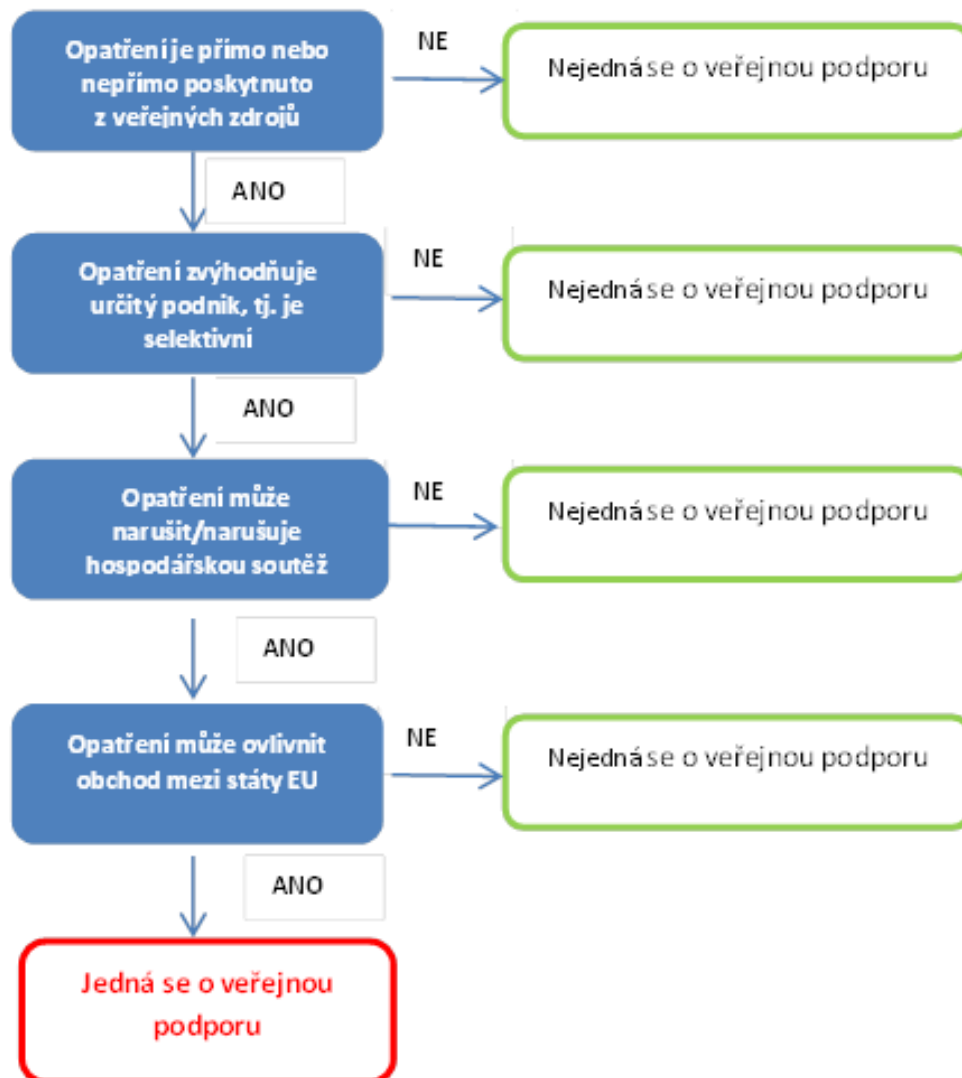 Opatření je přímo nebo
nepřímo poskytnuto
z veřejných zdrojů
NE
Nejedná se o veřejnou podporu
ANO
Opatření zvýhodňuje
určitý podnik, tj. je
selektivní
NE
Nejedná se o veřejnou podporu
ANO
Opatření může
narušit/narušuje
hospodářskou soutěž
NE
Nejedná se o veřejnou podporu
ANO
Opatření může ovlivnit
obchod mezi státy EU
NE
Nejedná se o veřejnou podporu
ANO
Jedná se o veřejnou
podporu